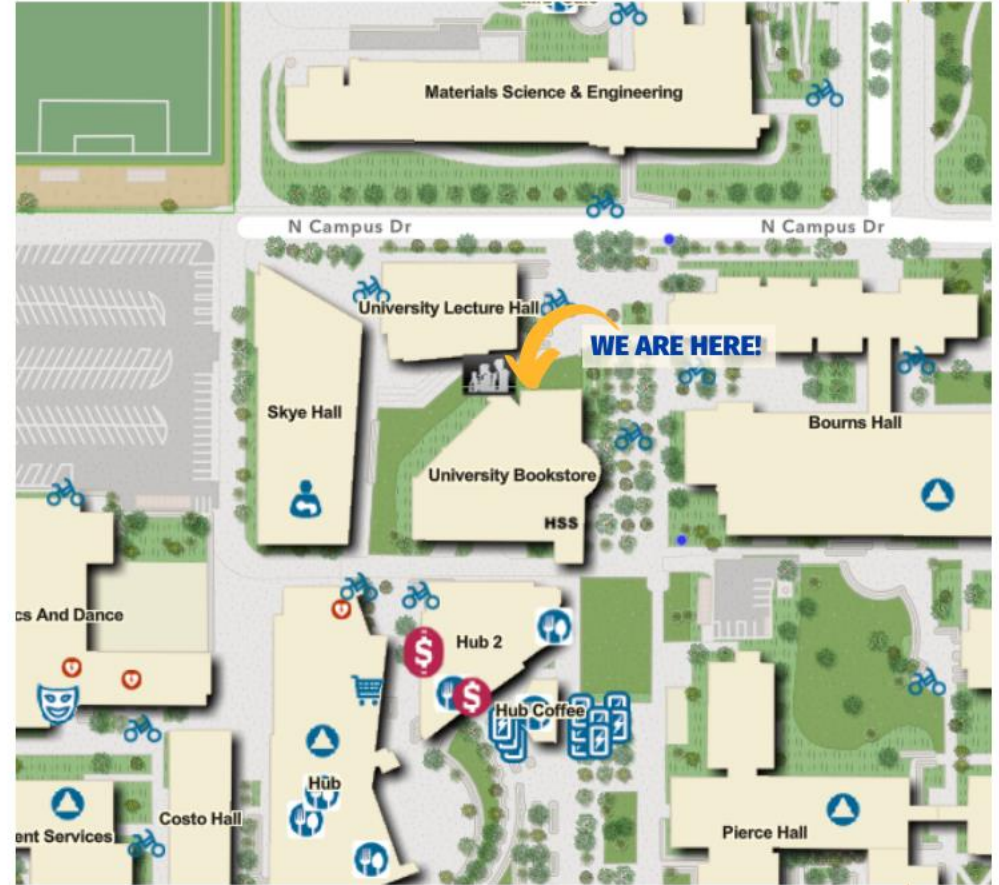 Materials Science & Engineering
N Campus Dr
N Campus Dr
University Lecture Hall
WE ARE HERE!
Skye Hall
Bourns Hall
University Bookstore
HSS
cs And Dance
Hub 2
$
$
Hub Coffee
Hub
Costo Hall
ent Services
Pierce Hall